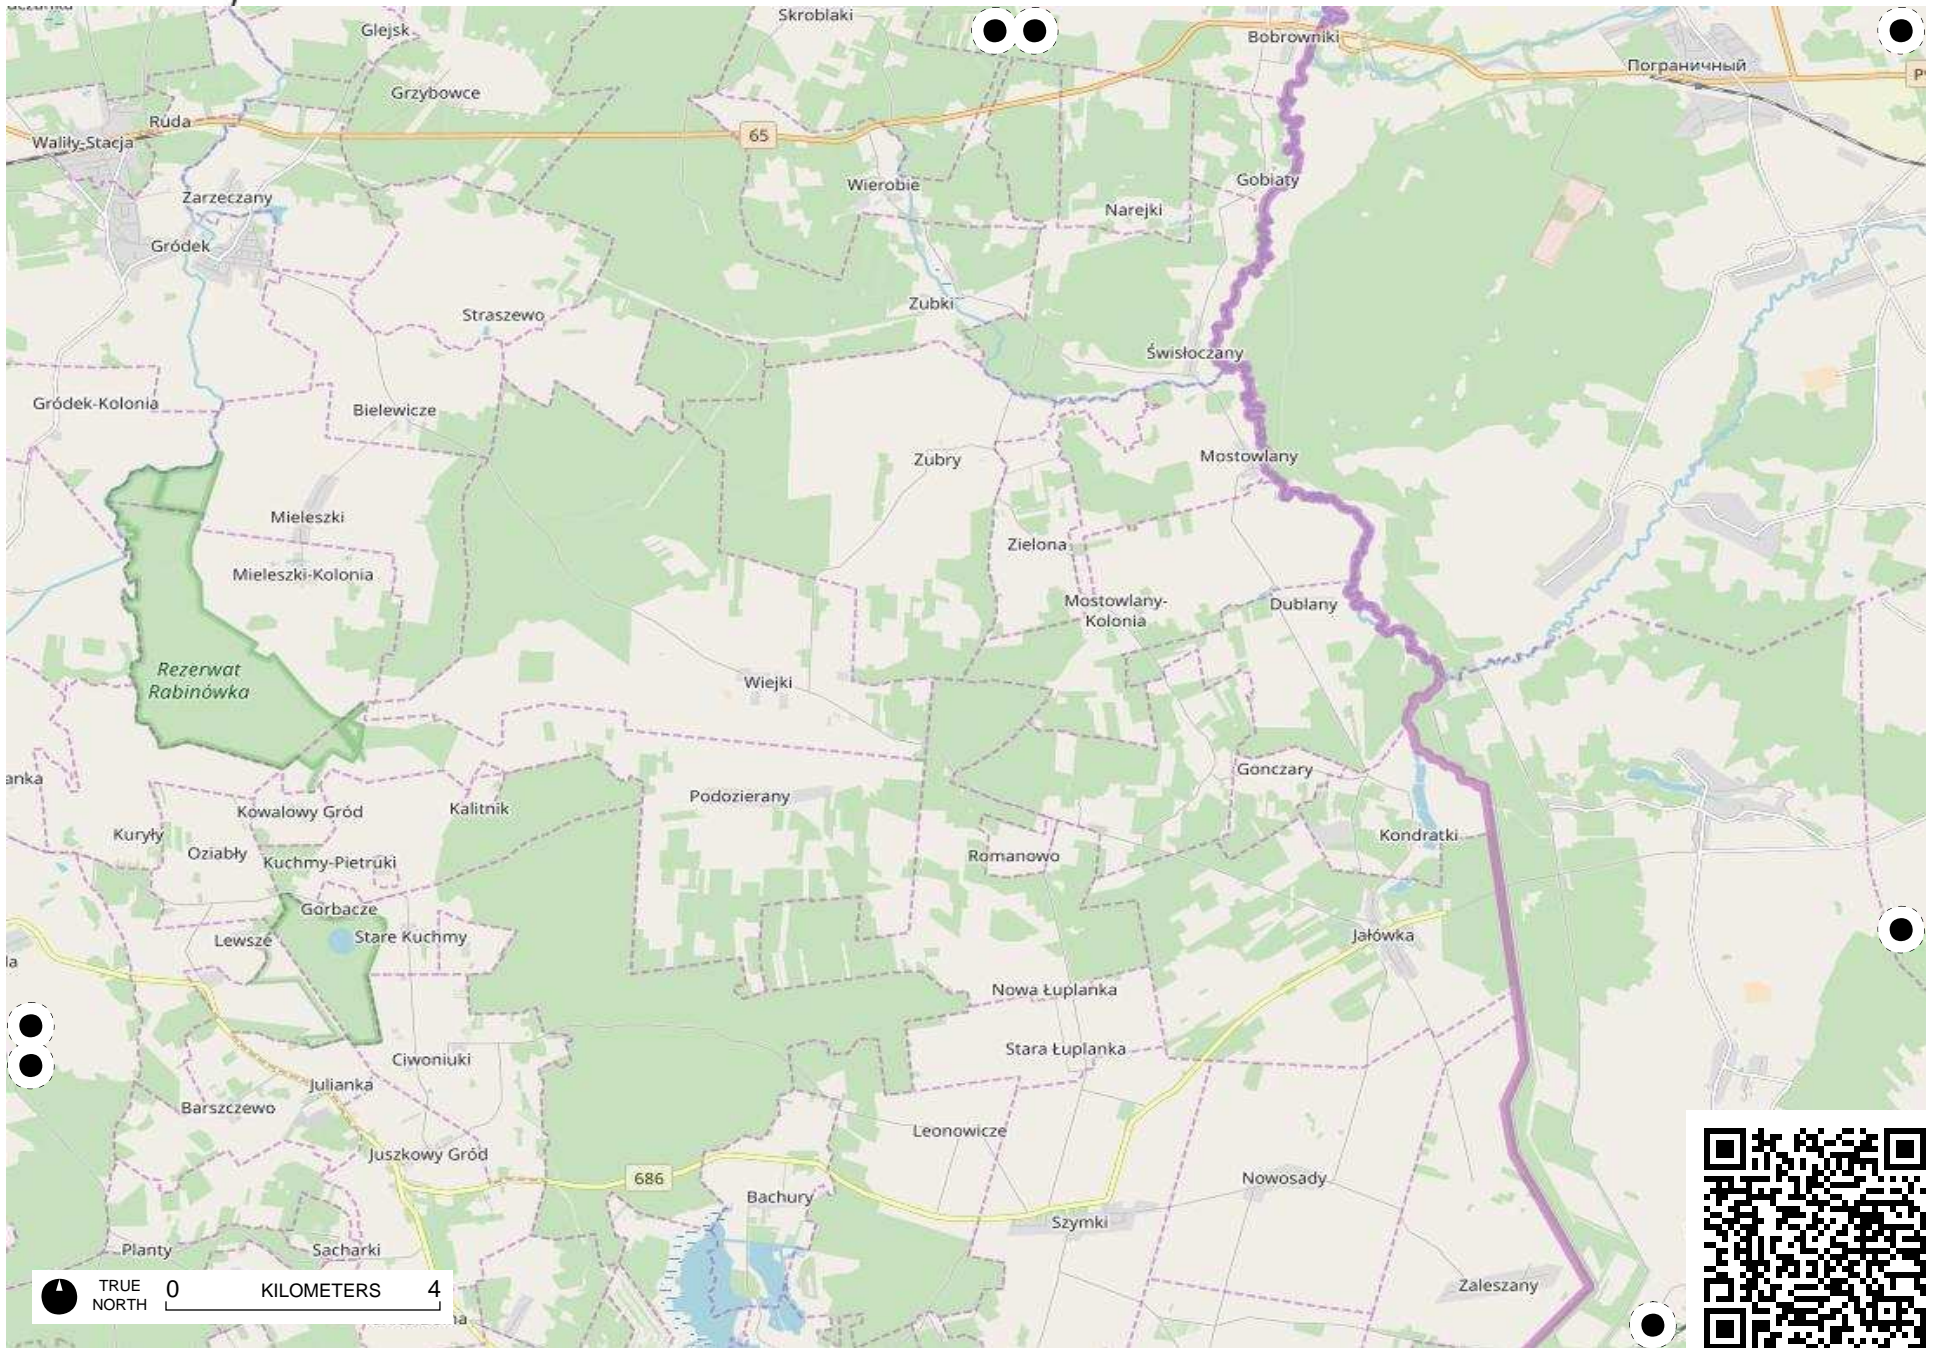 Skroblaki
Glejsk
Bobrowniki
Пограничный
Grzybowce
Ruda
65
Waliły-Stacja
Wierobie
Gobiaty
Zarzeczany
Narejki
Gródek
Zubki
Straszewo
Świsłoczany
Gródek-Kolonia
Bielewicze
Zubry
Mostowlany
Mieleszki
Zielona
Mieleszki-Kolonia
Mostowlany-
Kolonia
Dublany
Rezerwat
Rabinówka
Wiejki
Gonczary
anka
Podozierany
Kowalowy Gród
Kalitnik
Kuryły
Kondratki
Oziabły
Kuchmy-Pietruki
Romanowo
Gorbacze
Lewsze
Stare Kuchmy
Jałówka
la
Nowa Łuplanka
Stara Łuplanka
Ciwoniuki
Julianka
Barszczewo
Leonowicze
Juszkowy Gród
686
Nowosady
Bachury
Szymki
Planty
Sacharki
Zaleszany
TRUE
NORTH
0 KILOMETERS 4